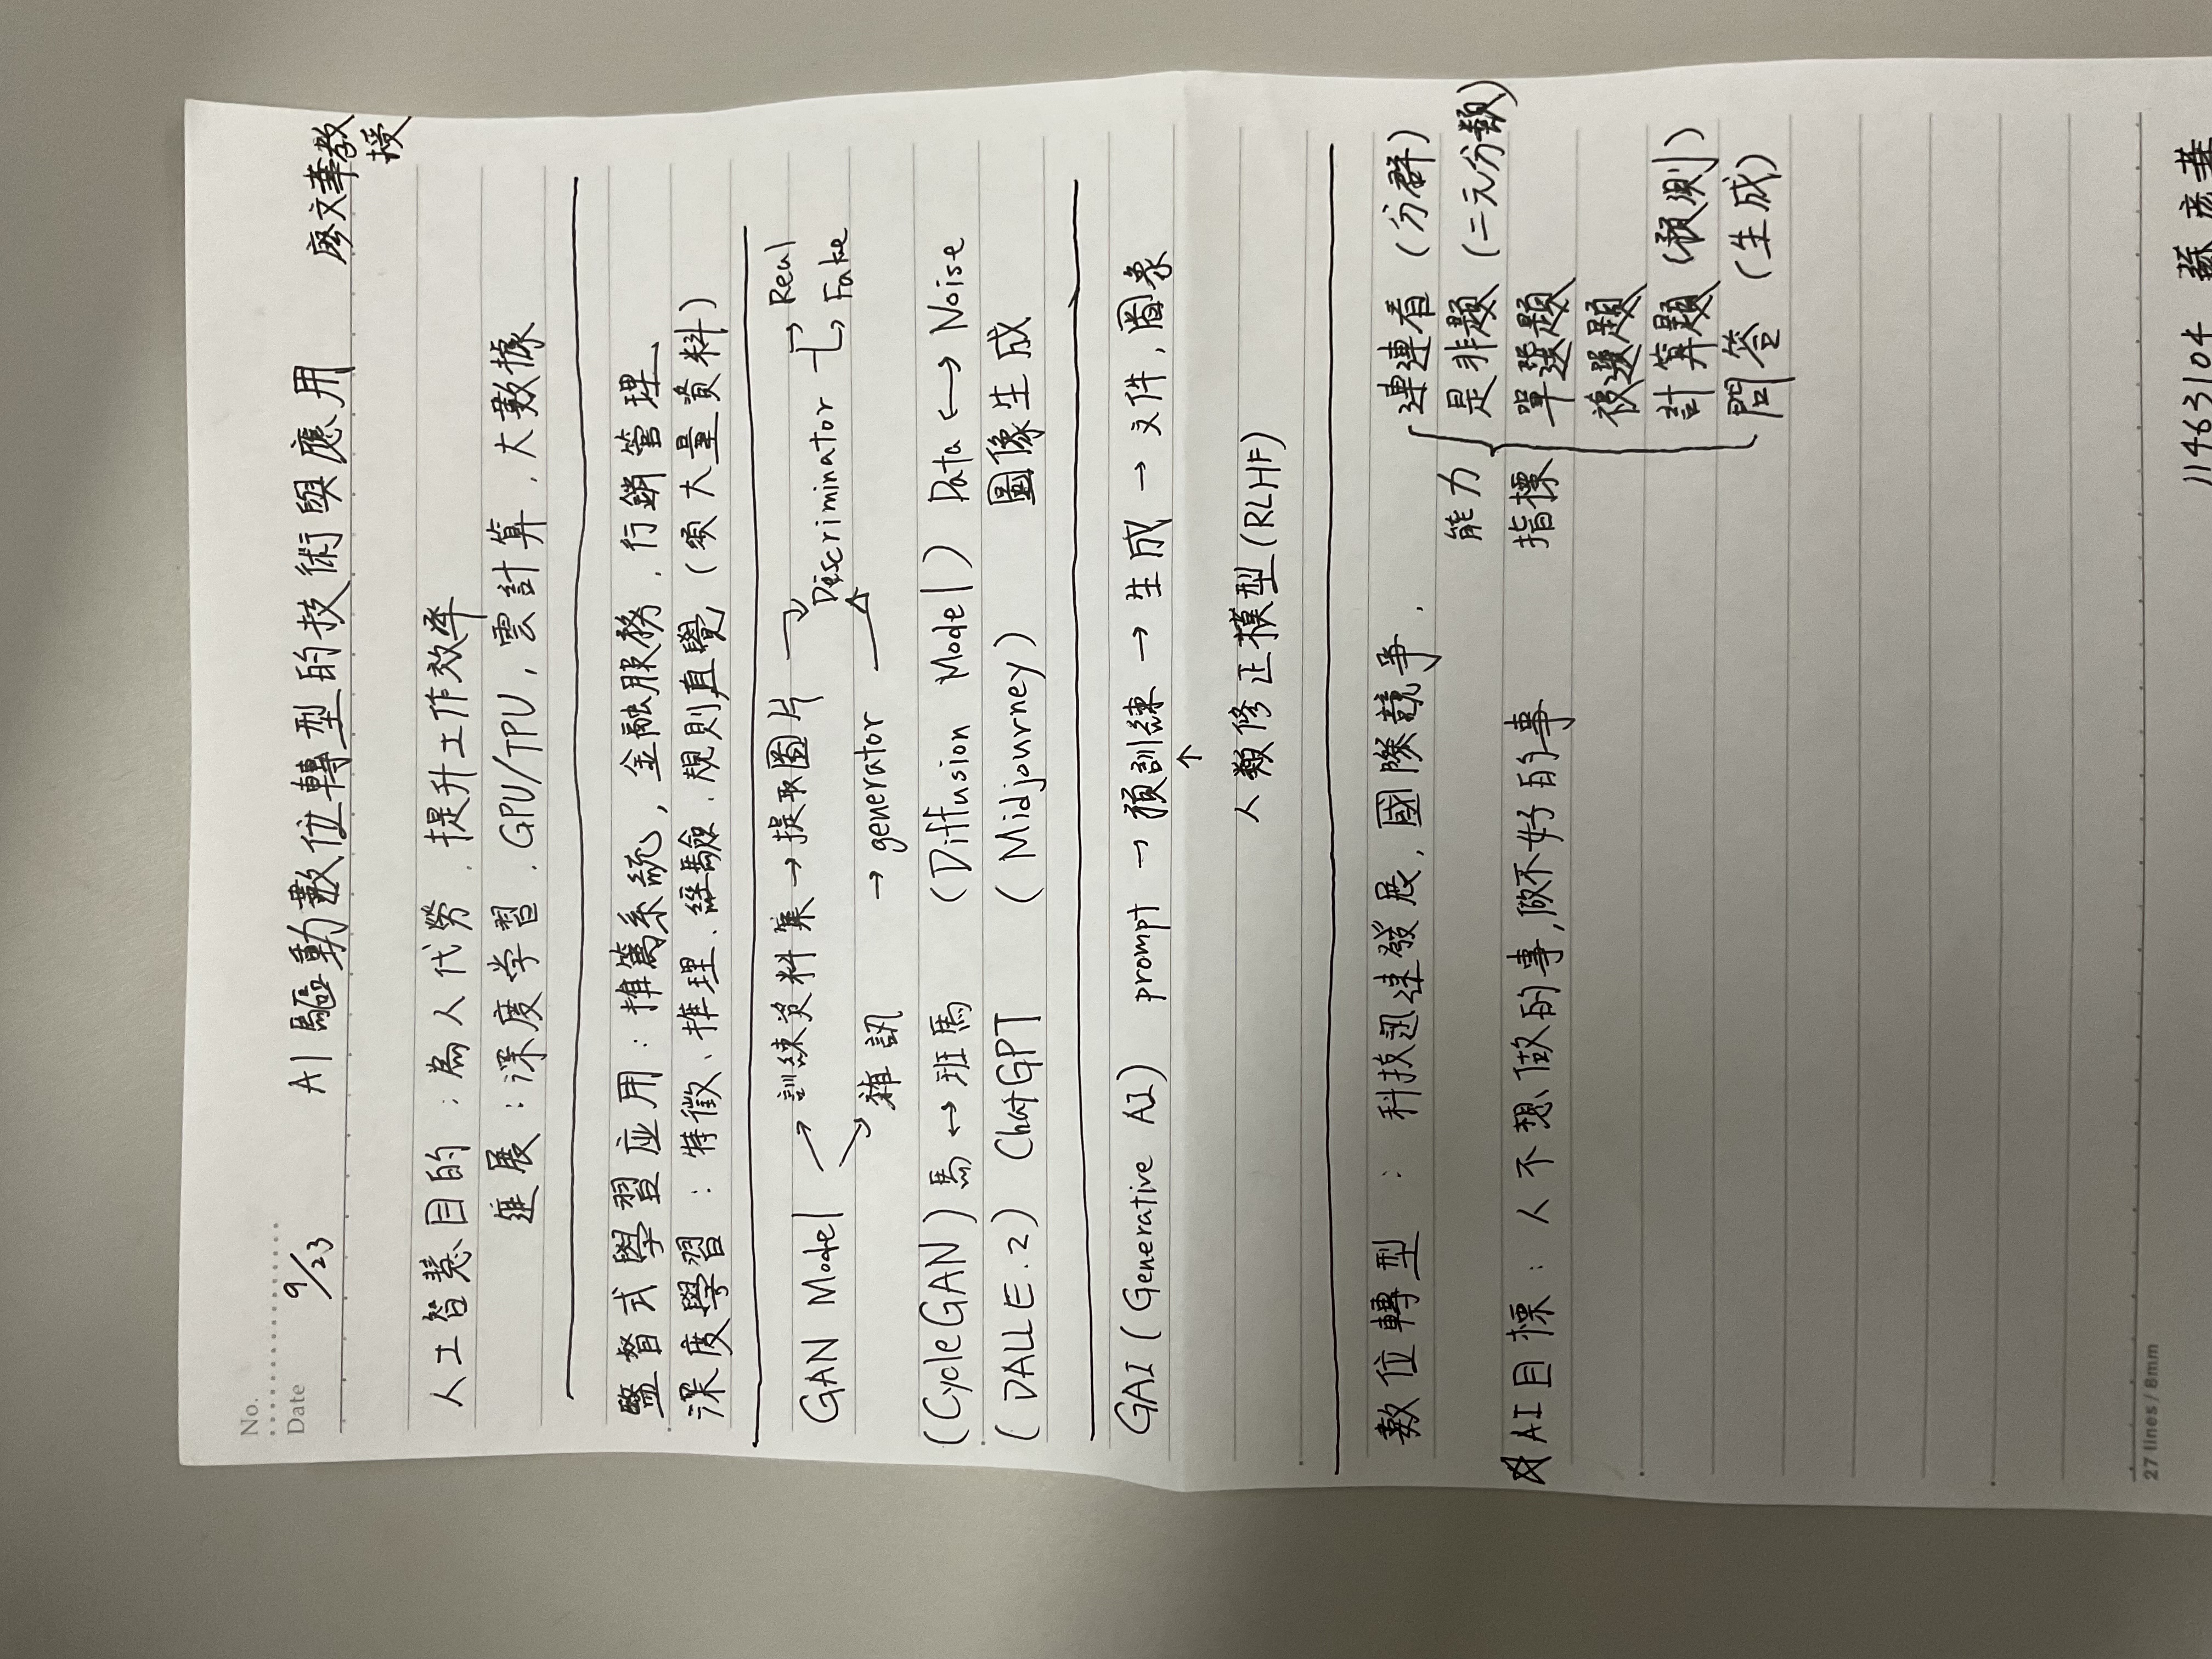 No.
Date 9/23 AI驅動數位轉型的技術與應用 廖文華教授
人工智慧目的:為人代勞,提升工作效率
進展:深度学習,GPU/TPU,雲計算,大數據
監督式學習应用:推薦系統,金融服務,行銷管理、
深度學習:特徵、推理、經驗、規則直覺(須大量資料)
GAN Model → 訓練資料集 → 提取圖片 → Discriminator → Real
→ Fake
→ 雜訊 → generator →
(CycleGAN) 馬 ↔ 班馬 (Diffusion Model) Data ↔ Noise
(DALLE.2) ChatGPT (Midjourney) 圖像生成
GAI (Generative AI) prompt → 預訓練 → 生成 → 文件,圖象
↑
人類修正模型(RLHF)
數位轉型:科技迅速發展,國際競爭,
☆AI目標:人不想做的事,做不好的事
能力指標
連連看(分群)
是非題(二元分類)
單選題
複選題
計算題(預測)
問答(生成)
27 lines/8mm
11463104 蘇